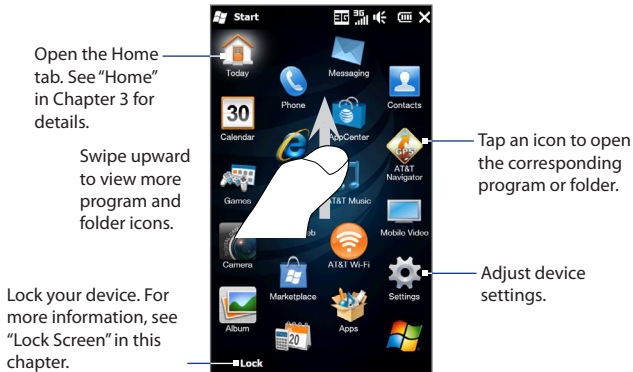 Start
3G
3G
Open the Home
tab. See “Home”
in Chapter 3 for
details.
Today
Messaging
Phone
Contacts
30
Calendar
AppCenter
Swipe upward
to view more
program and
folder icons.
GPS
AT&T
Navigator
Tap an icon to open
the corresponding
program or folder.
Games
AT&T Music
Mobile Video
Camera
AT&T Wi-Fi
Settings
Adjust device
settings.
Marketplace
Lock your device. For
more information, see
“Lock Screen” in this
chapter.
Album
Apps
20
Lock